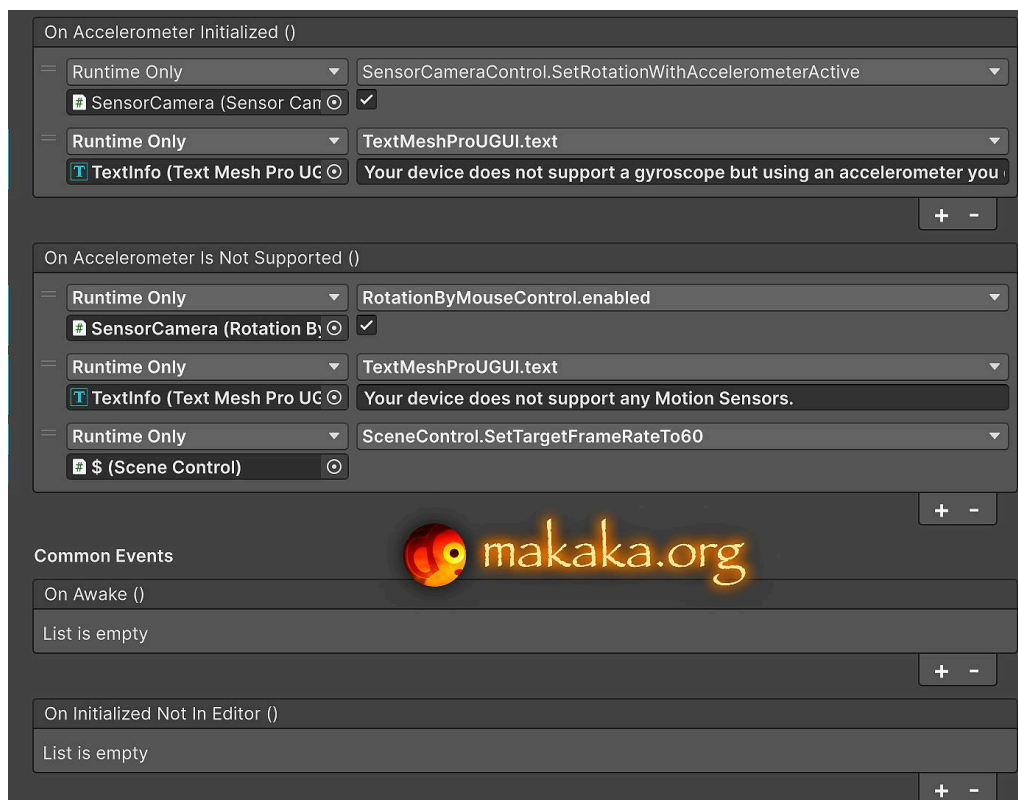 On Accelerometer Initialized ()
Runtime Only SensorCameraControl.SetRotationWithAccelerometerActive
# SensorCamera (Sensor Can
Runtime Only TextMeshProUGUI.text
T TextInfo (Text Mesh Pro UG Your device does not support a gyroscope but using an accelerometer you
+ -
On Accelerometer Is Not Supported ()
Runtime Only RotationByMouseControl.enabled
# SensorCamera (Rotation By
Runtime Only TextMeshProUGUI.text
T TextInfo (Text Mesh Pro UG Your device does not support any Motion Sensors.
Runtime Only SceneControl.SetTargetFrameRateTo60
# $ (Scene Control)
+ -
makaka.org
Common Events
On Awake ()
List is empty
+ -
On Initialized Not In Editor ()
List is empty
+ -